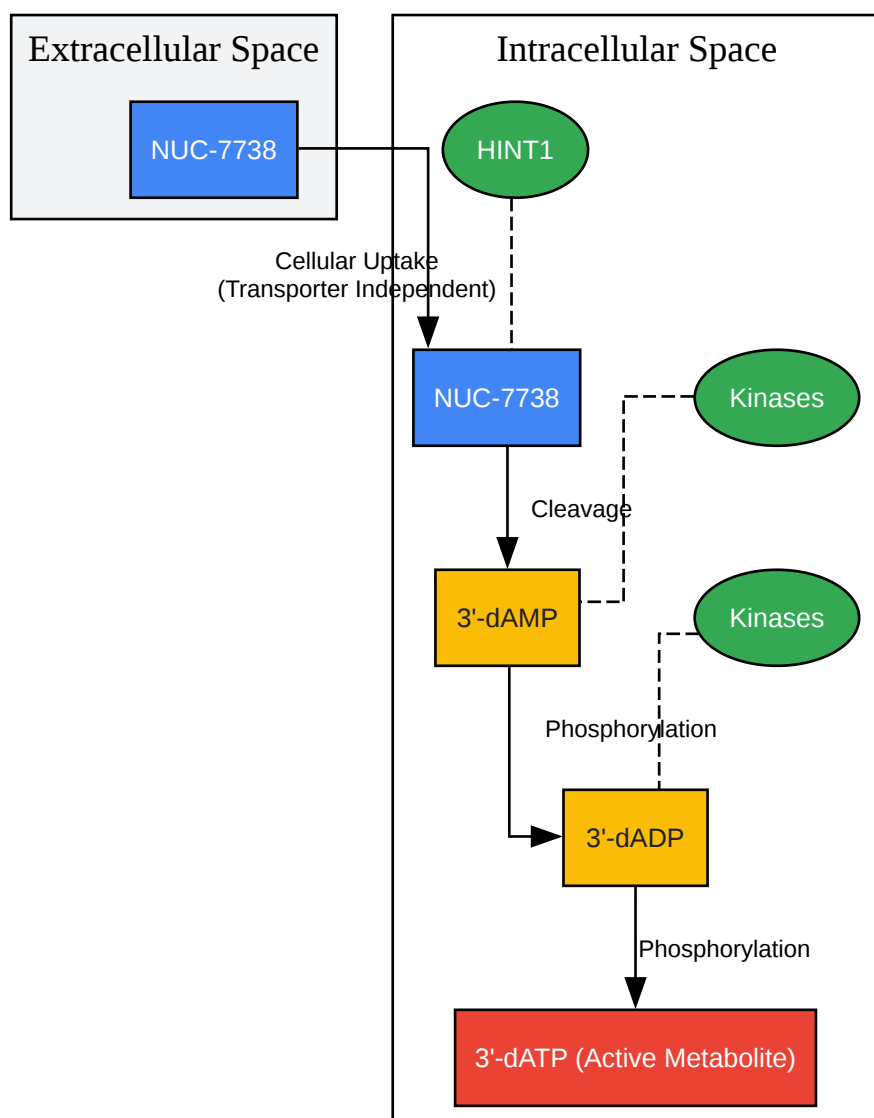 Extracellular Space
Intracellular Space
NUC-7738
HINT1
Cellular Uptake
(Transporter Independent)
NUC-7738
Kinases
Cleavage
3'-dAMP
Kinases
Phosphorylation
3'-dADP
Phosphorylation
3'-dATP (Active Metabolite)